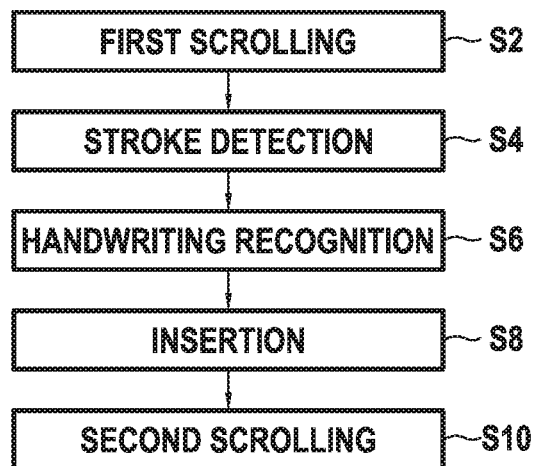 FIRST SCROLLING S2
STROKE DETECTION S4
HANDWRITING RECOGNITION S6
INSERTION S8
SECOND SCROLLING S10